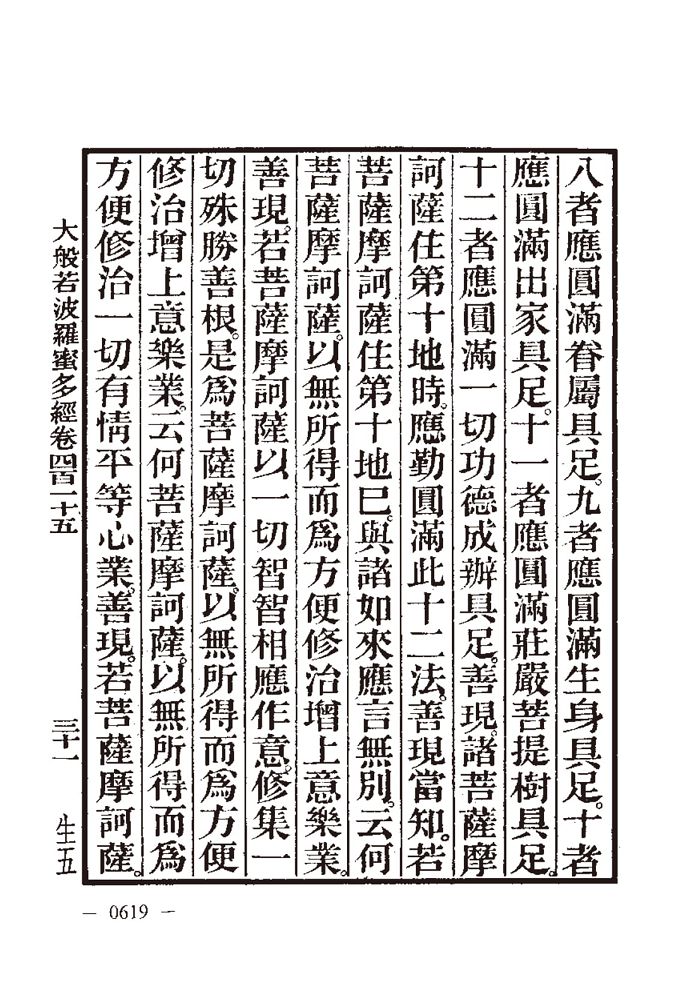 八者應圓滿眷屬具足。九者應圓滿生身具足。十者
應圓滿出家具足。十一者應圓滿莊嚴菩提樹具足。
十二者應圓滿一切功德成辦具足。善現。諸菩薩摩
訶薩住第十地時。應勤圓滿此十二法。善現當知。若
菩薩摩訶薩住第十地已。與諸如來應言無別。云何
菩薩摩訶薩。以無所得而爲方便修治增上意樂業。
善現。若菩薩摩訶薩以一切智智相應作意。修集一
切殊勝善根。是爲菩薩摩訶薩。以無所得而爲方便
修治增上意樂業。云何菩薩摩訶薩。以無所得而爲
方便修治一切有情平等心業。善現。若菩薩摩訶薩。
大般若波羅蜜多經卷四百一十五
三十一
生五
— 0619 —